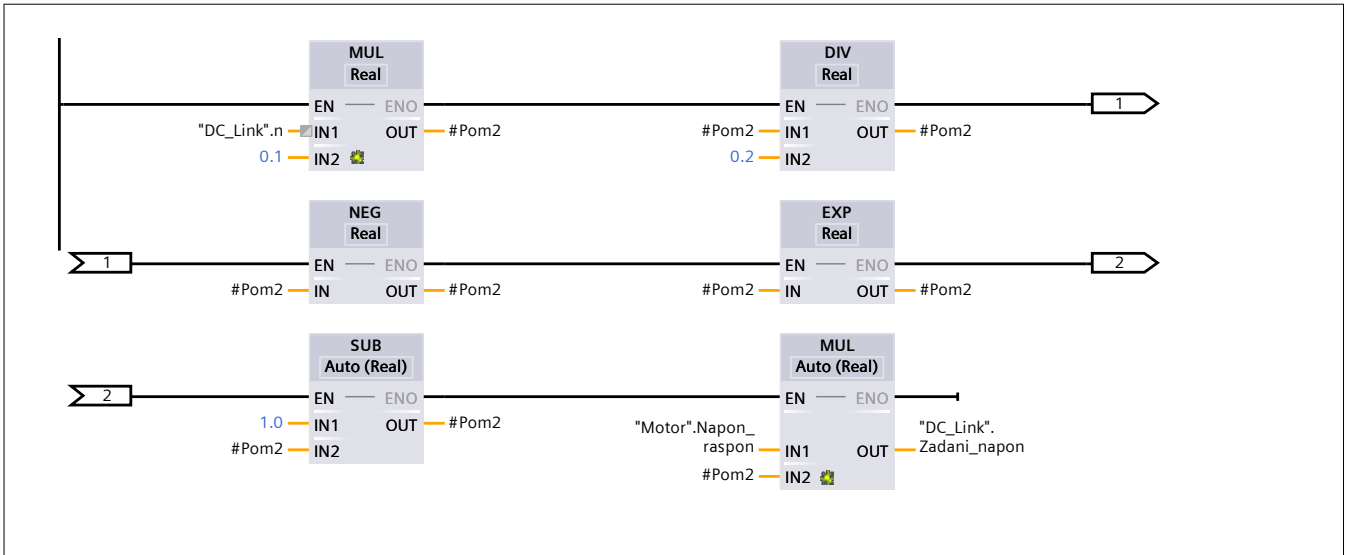 MUL DIV
Real Real
EN ENO EN ENO 1
"DC_Link".n IN1 OUT #Pom2 #Pom2 IN1 OUT #Pom2
0.1 IN2 0.2 IN2
NEG EXP
Real Real
1 EN ENO EN ENO 2
#Pom2 IN OUT #Pom2 #Pom2 IN OUT #Pom2
SUB MUL
Auto (Real) Auto (Real)
2 EN ENO EN ENO
1.0 IN1 OUT #Pom2 "Motor".Napon_ "DC_Link".
#Pom2 IN2 raspon IN1 OUT Zadani_napon
#Pom2 IN2